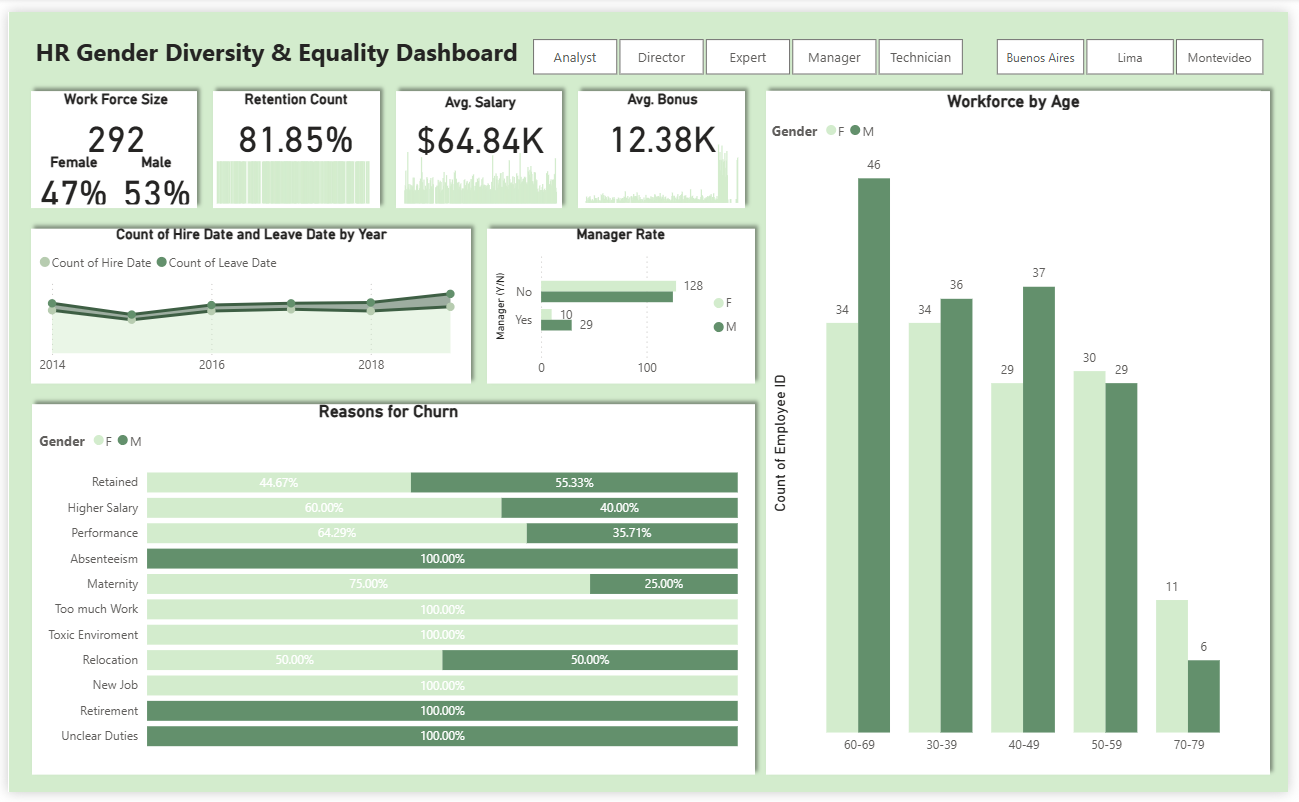 HR Gender Diversity & Equality Dashboard
Analyst
Director
Expert
Manager
Technician
Buenos Aires
Lima
Montevideo
Work Force Size
292
Female Male
47% 53%
Retention Count
81.85%
Avg. Salary
$64.84K
Avg. Bonus
12.38K
Count of Hire Date and Leave Date by Year
Count of Hire Date Count of Leave Date
2014 2016 2018
Manager Rate
Manager (Y/N)
No 128
Yes 10
29
F
M
0 100
Reasons for Churn
Gender F M
Retained 44.67% 55.33%
Higher Salary 60.00% 40.00%
Performance 64.29% 35.71%
Absenteeism 100.00%
Maternity 75.00% 25.00%
Too much Work 100.00%
Toxic Enviroment 100.00%
Relocation 50.00% 50.00%
New Job 100.00%
Retirement 100.00%
Unclear Duties 100.00%
Workforce by Age
Gender F M
Count of Employee ID
34 46
34 36
29 37
30 29
11 6
60-69 30-39 40-49 50-59 70-79